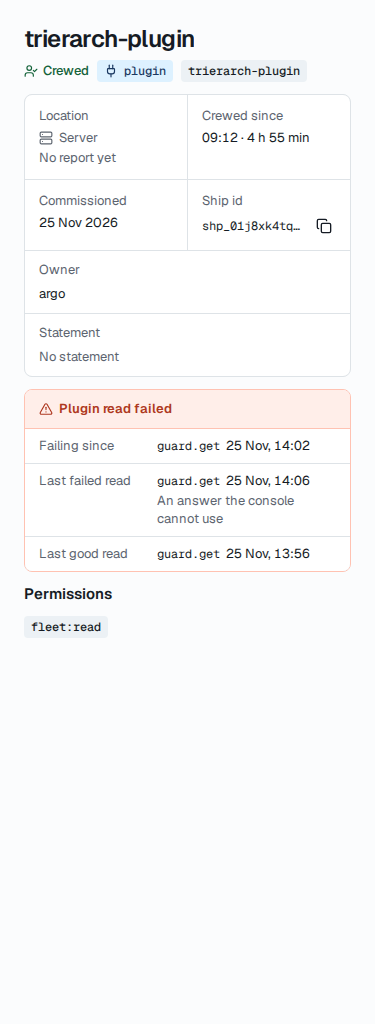 trierarch-plugin
Crewed plugin trierarch-plugin
Location
Server
No report yet
Crewed since
09:12 · 4 h 55 min
Commissioned
25 Nov 2026
Ship id
shp_01j8xk4tq…
Owner
argo
Statement
No statement
Plugin read failed
Failing since guard.get 25 Nov, 14:02
Last failed read guard.get 25 Nov, 14:06
An answer the console
cannot use
Last good read guard.get 25 Nov, 13:56
Permissions
fleet:read